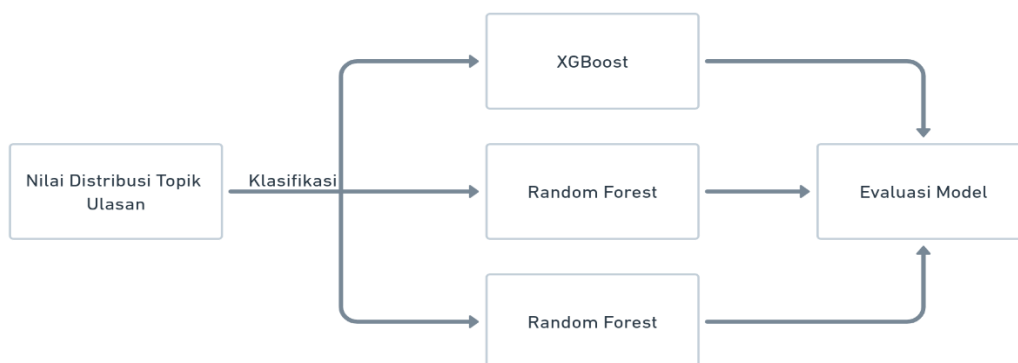 XGBoost
Nilai Distribusi Topik
Ulasan
Klasifikasi
Random Forest
Evaluasi Model
Random Forest